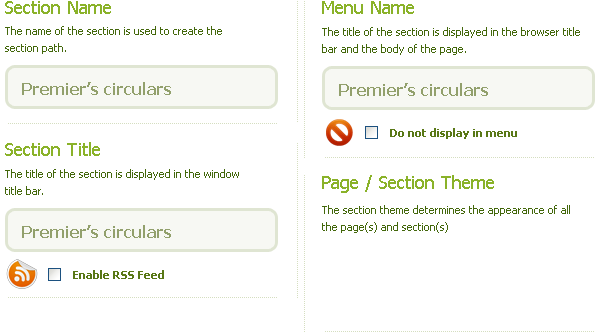 Section Name
The name of the section is used to create the
section path.
Premier's circulars
Section Title
The title of the section is displayed in the window
title bar.
Premier's circulars
Enable RSS Feed
Menu Name
The title of the section is displayed in the browser title
bar and the body of the page.
Premier's circulars
Do not display in menu
Page / Section Theme
The section theme determines the appearance of all
the page(s) and section(s)